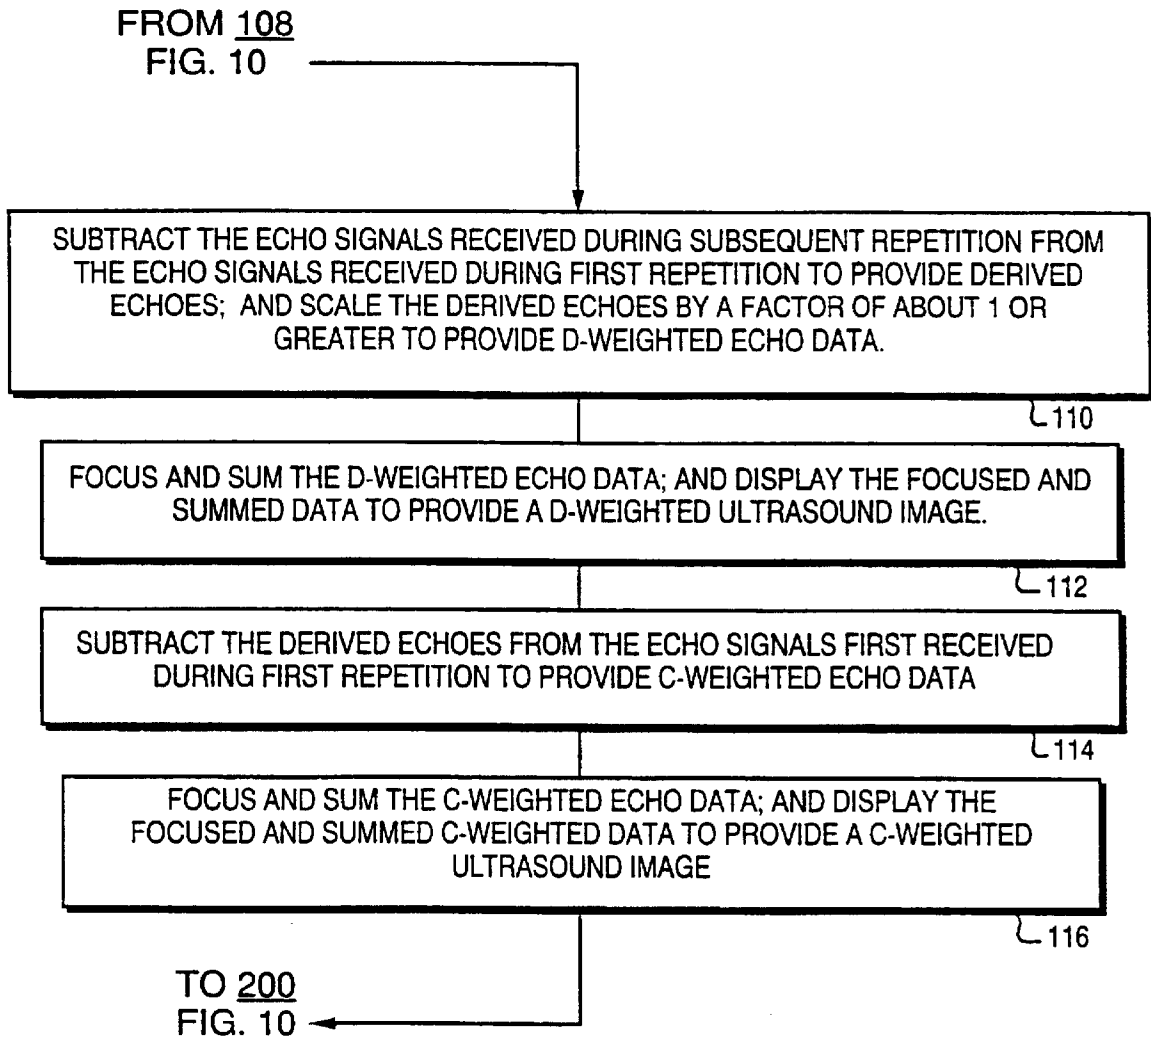 FROM 108
FIG. 10
SUBTRACT THE ECHO SIGNALS RECEIVED DURING SUBSEQUENT REPETITION FROM
THE ECHO SIGNALS RECEIVED DURING FIRST REPETITION TO PROVIDE DERIVED
ECHOES; AND SCALE THE DERIVED ECHOES BY A FACTOR OF ABOUT 1 OR
GREATER TO PROVIDE D-WEIGHTED ECHO DATA.
110
FOCUS AND SUM THE D-WEIGHTED ECHO DATA; AND DISPLAY THE FOCUSED AND
SUMMED DATA TO PROVIDE A D-WEIGHTED ULTRASOUND IMAGE.
112
SUBTRACT THE DERIVED ECHOES FROM THE ECHO SIGNALS FIRST RECEIVED
DURING FIRST REPETITION TO PROVIDE C-WEIGHTED ECHO DATA
114
FOCUS AND SUM THE C-WEIGHTED ECHO DATA; AND DISPLAY THE
FOCUSED AND SUMMED C-WEIGHTED DATA TO PROVIDE A C-WEIGHTED
ULTRASOUND IMAGE
116
TO 200
FIG. 10